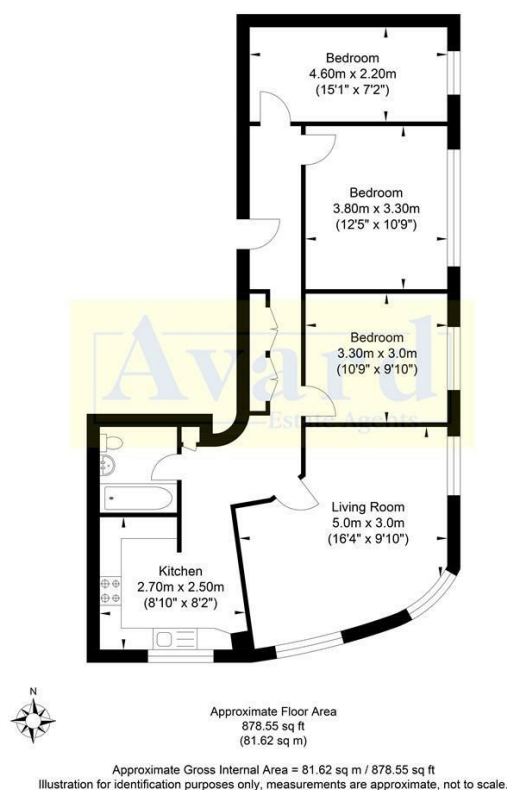 Bedroom
4.60m x 2.20m
(15'1" x 7'2")
Bedroom
3.80m x 3.30m
(12'5" x 10'9")
Bedroom
3.30m x 3.0m
(10'9" x 9'10")
Avard
Estate Agents
Living Room
5.0m x 3.0m
(16'4" x 9'10")
Kitchen
2.70m x 2.50m
(8'10" x 8'2")
N
Approximate Floor Area
878.55 sq ft
(81.62 sq m)
Approximate Gross Internal Area = 81.62 sq m / 878.55 sq ft
Illustration for identification purposes only, measurements are approximate, not to scale.